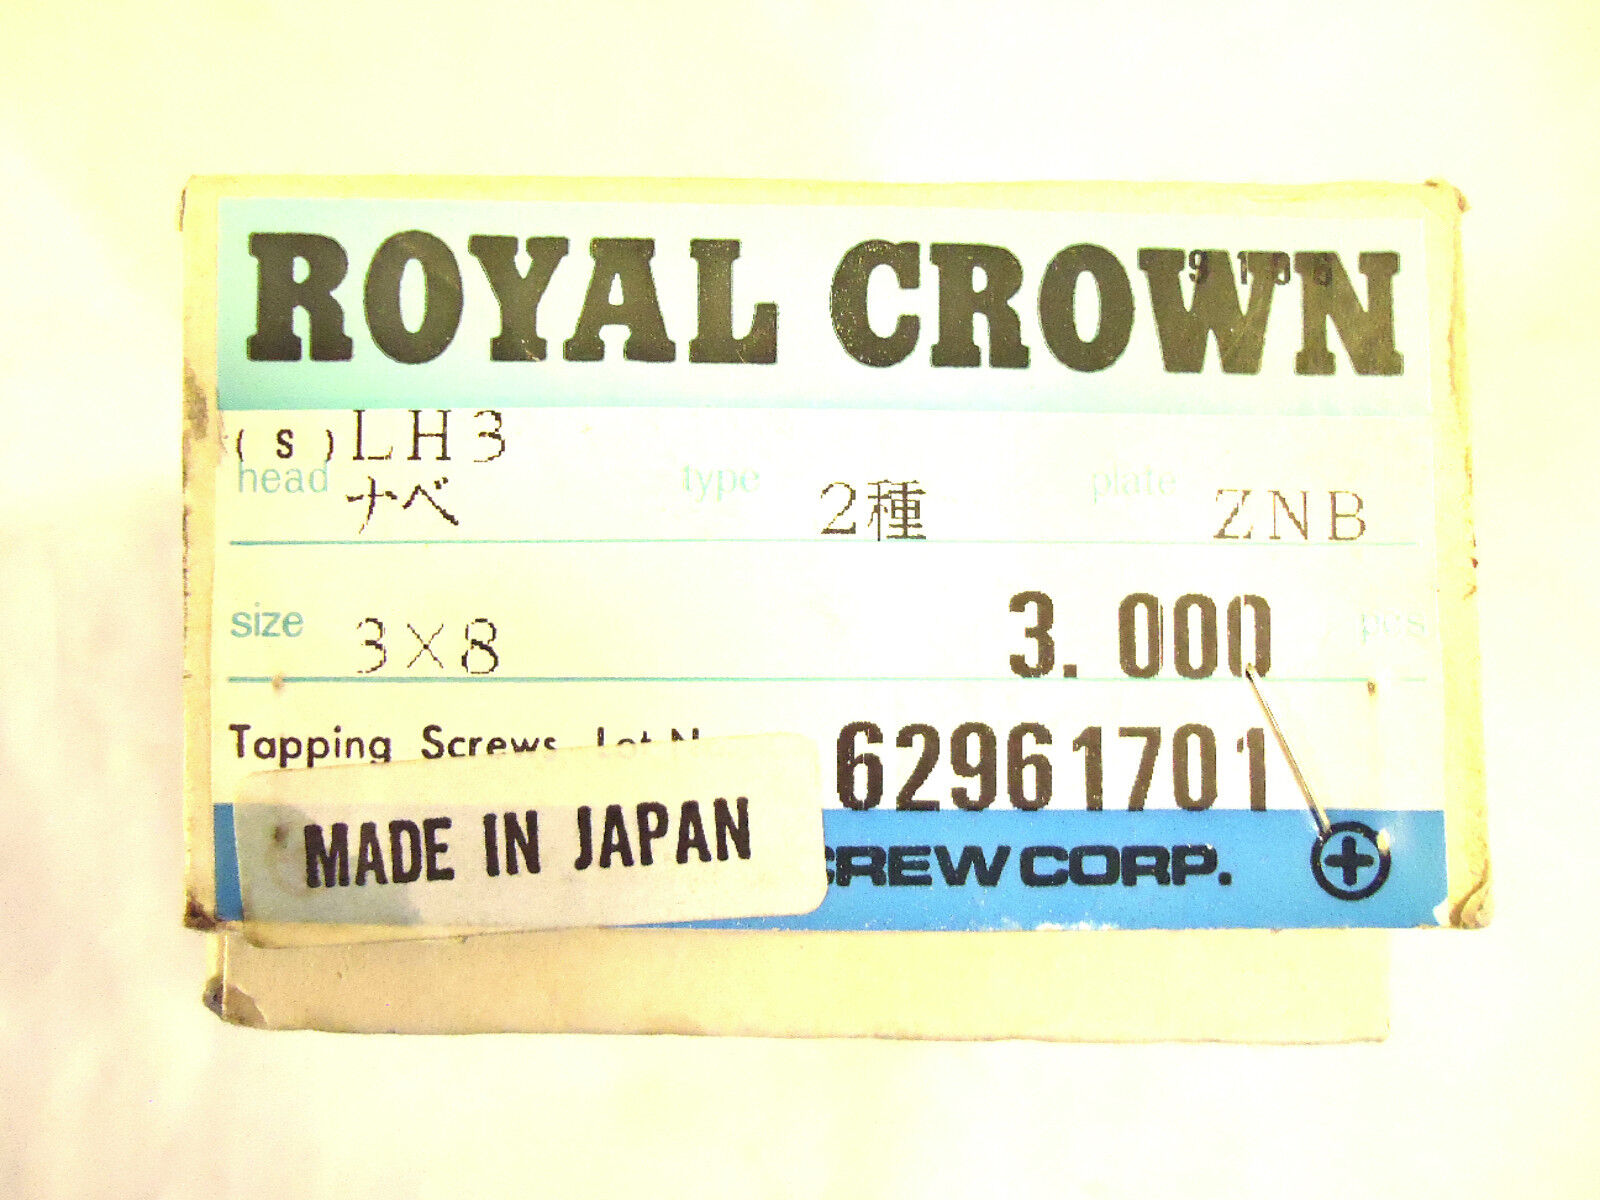 ROYAL CROWN
(S) LH3
head ナベ type 2種 plate ZNB
size 3×8 3.000 pcs
Tapping Screws Lot 62961701
MADE IN JAPAN CORP.